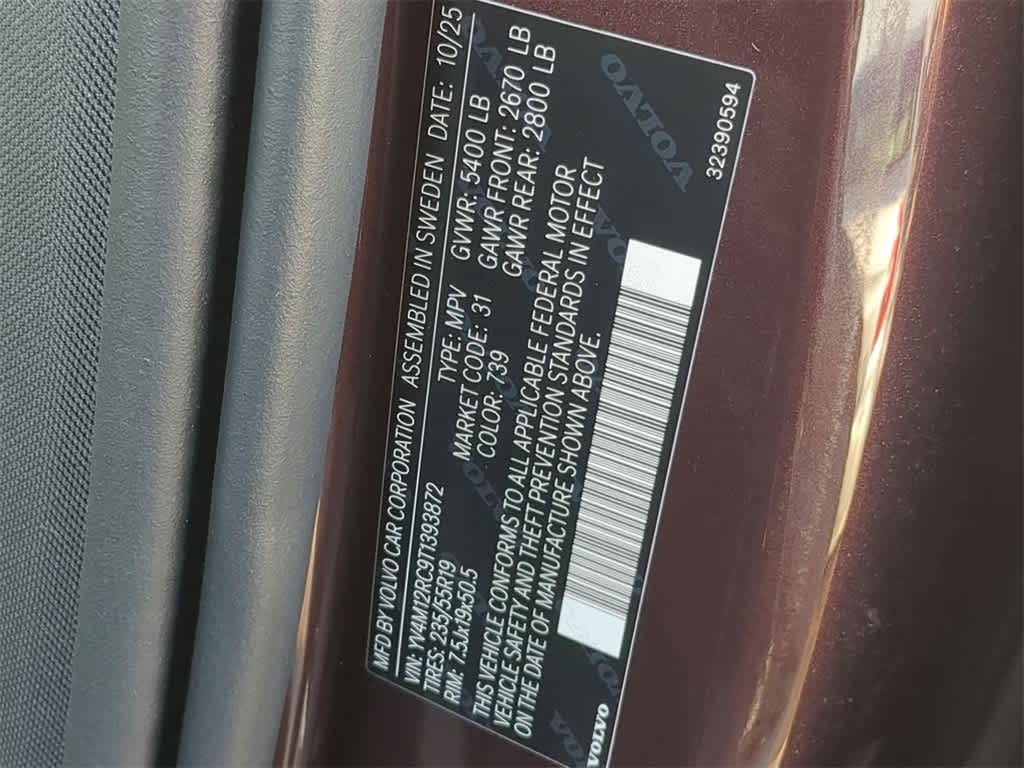 MFD BY VOLVO CAR CORPORATION ASSEMBLED IN SWEDEN DATE: 10/25
VIN: YV4M12RC9T1393872 TYPE: MPV GVWR: 5400 LB
TIRES: 235/55R19 MARKET CODE: 31 GAWR FRONT: 2670 LB
RIM: 7.5Jx19x50.5 COLOR: 739 GAWR REAR: 2800 LB
THIS VEHICLE CONFORMS TO ALL APPLICABLE FEDERAL MOTOR
VEHICLE SAFETY AND THEFT PREVENTION STANDARDS IN EFFECT
ON THE DATE OF MANUFACTURE SHOWN ABOVE.
VOLVO
32390594